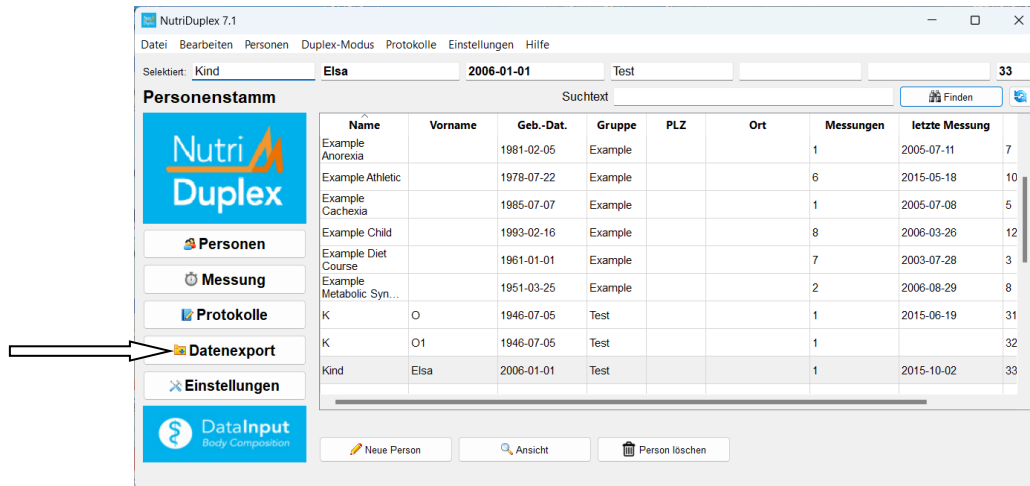 NutriDuplex 7.1
Datei Bearbeiten Personen Duplex-Modus Protokolle Einstellungen Hilfe
Selektiert: Kind Elsa 2006-01-01 Test 33
Personenstamm Suchtext Finden
Name Vorname Geb.-Dat. Gruppe PLZ Ort Messungen letzte Messung
Example
Anorexia 1981-02-05 Example 1 2005-07-11 7
Example Athletic 1978-07-22 Example 6 2015-05-18 10
Example
Cachexia 1985-07-07 Example 1 2005-07-08 5
Example Child 1993-02-16 Example 8 2006-03-26 12
Example Diet
Course 1961-01-01 Example 7 2003-07-28 3
Example
Metabolic Syn... 1951-03-25 Example 2 2006-08-29 8
K O 1946-07-05 Test 1 2015-06-19 31
K O1 1946-07-05 Test 1 32
Kind Elsa 2006-01-01 Test 1 2015-10-02 33
Nutri
Duplex
Personen
Messung
Protokolle
Datenexport
Einstellungen
DataInput
Body Composition
Neue Person Ansicht Person löschen